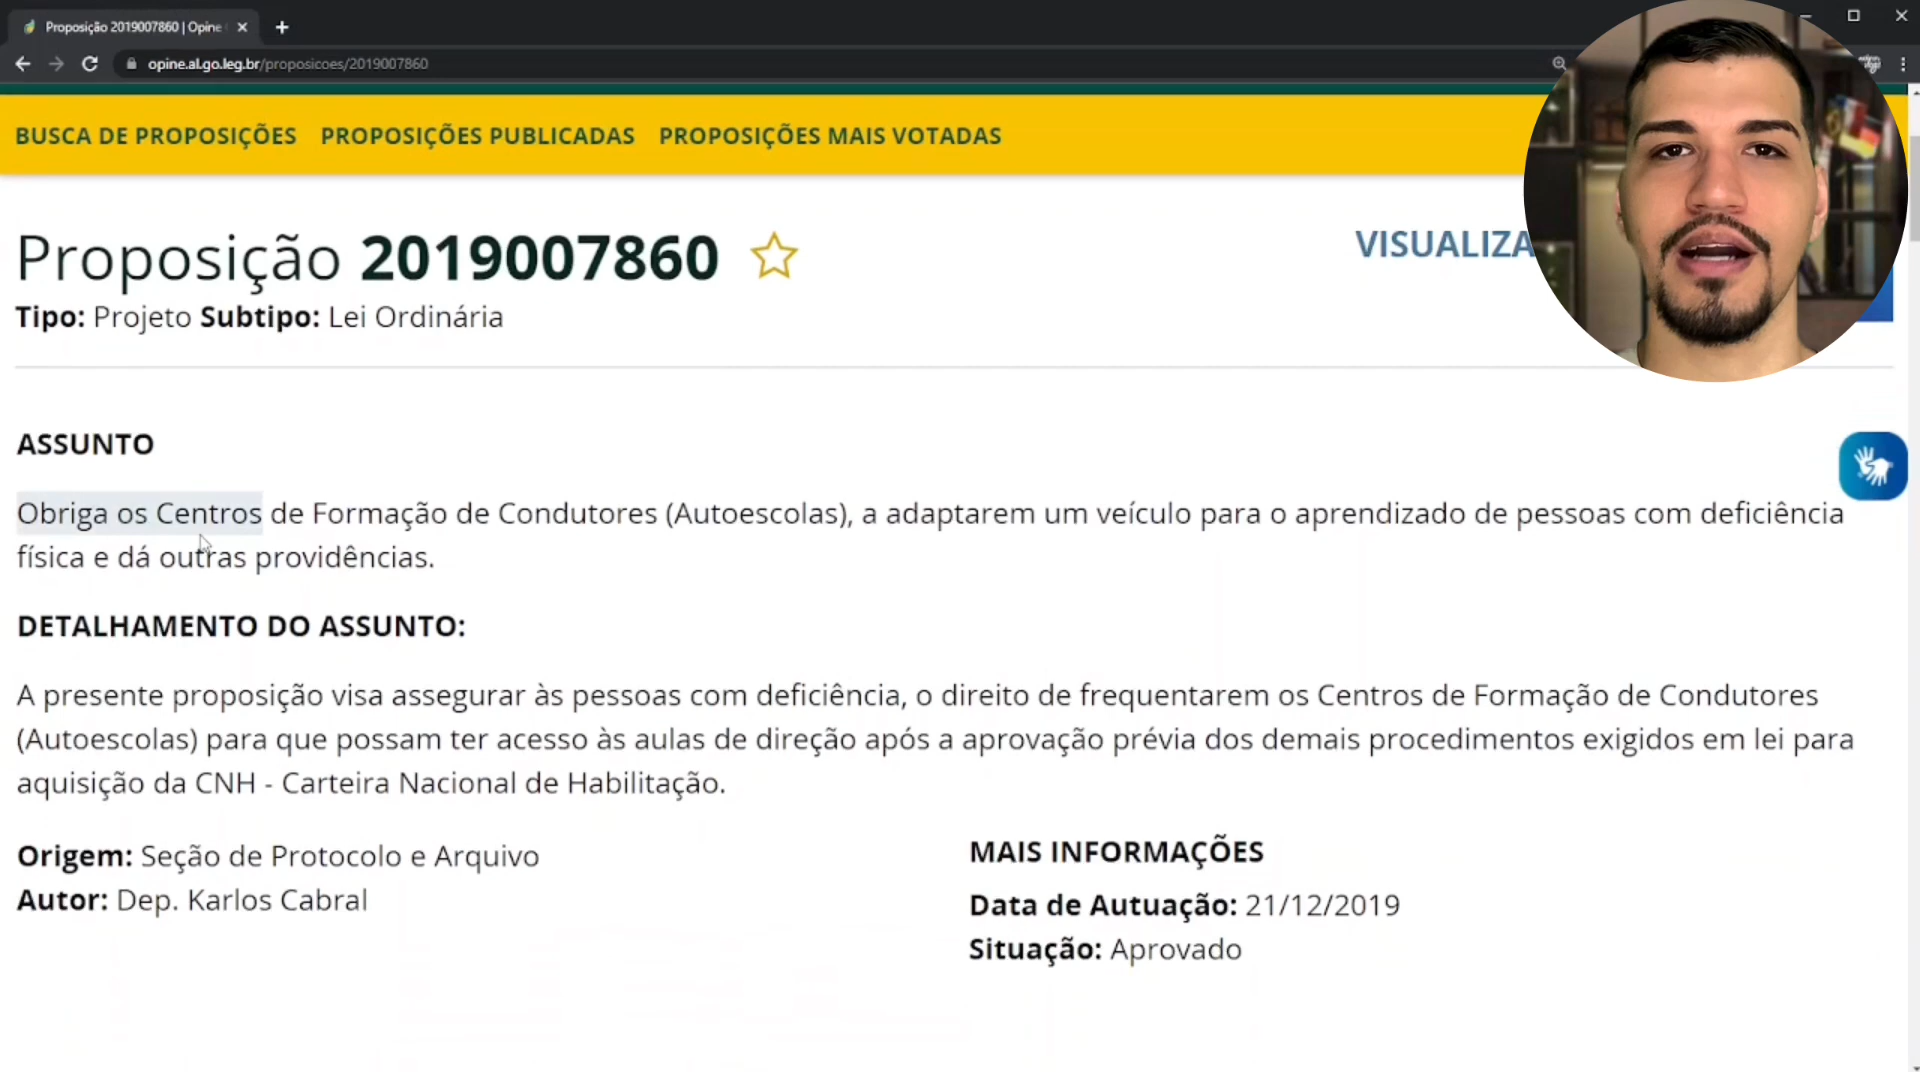 Proposição 2019007860 | Opine
opine.al.go.leg.br/proposicoes/2019007860
BUSCA DE PROPOSIÇÕES PROPOSIÇÕES PUBLICADAS PROPOSIÇÕES MAIS VOTADAS
Proposição 2019007860
VISUALIZA
Tipo: Projeto Subtipo: Lei Ordinária
ASSUNTO
Obriga os Centros de Formação de Condutores (Autoescolas), a adaptarem um veículo para o aprendizado de pessoas com deficiência
física e dá outras providências.
DETALHAMENTO DO ASSUNTO:
A presente proposição visa assegurar às pessoas com deficiência, o direito de frequentarem os Centros de Formação de Condutores
(Autoescolas) para que possam ter acesso às aulas de direção após a aprovação prévia dos demais procedimentos exigidos em lei para
aquisição da CNH - Carteira Nacional de Habilitação.
Origem: Seção de Protocolo e Arquivo
Autor: Dep. Karlos Cabral
MAIS INFORMAÇÕES
Data de Autuação: 21/12/2019
Situação: Aprovado